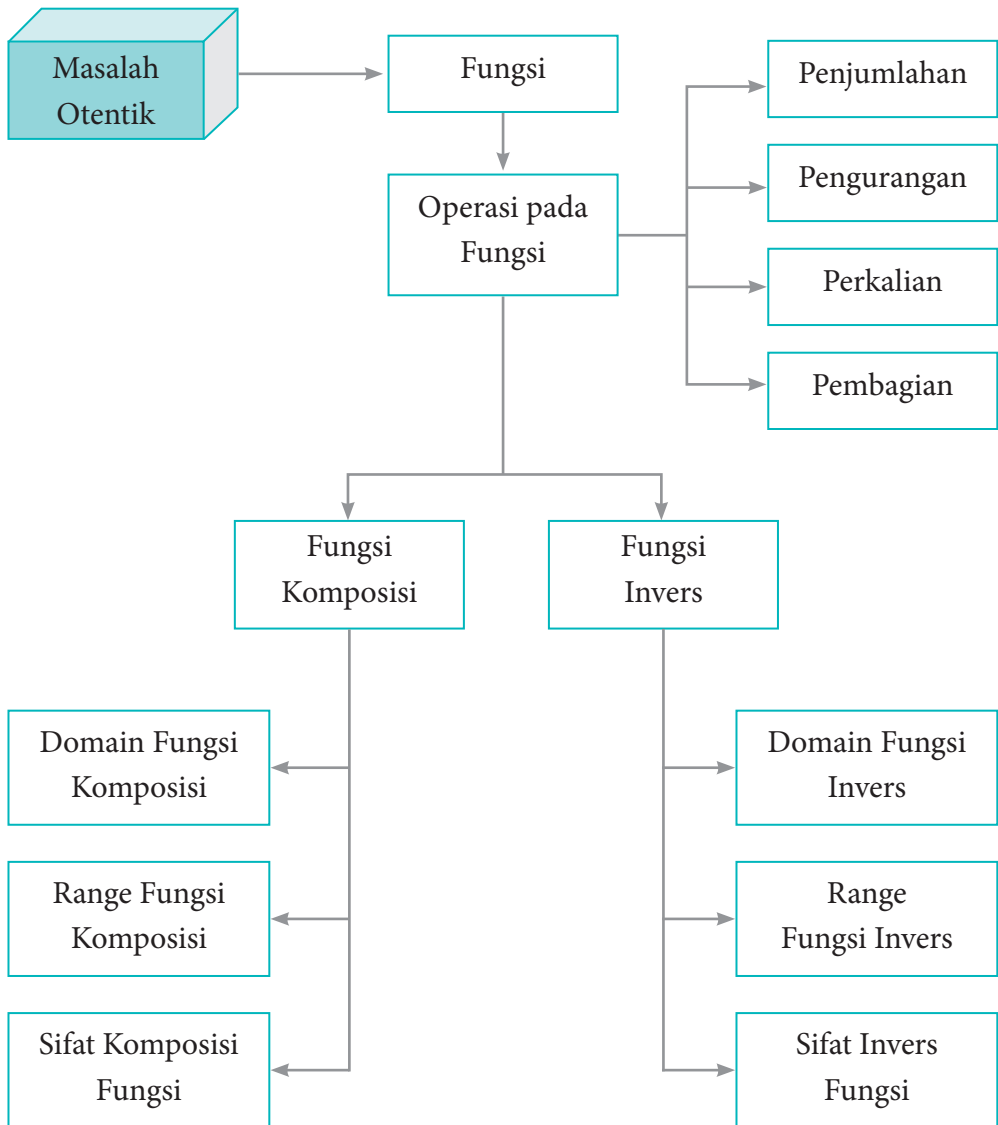 Masalah
Otentik
Fungsi
Operasi pada
Fungsi
Penjumlahan
Pengurangan
Perkalian
Pembagian
Fungsi
Komposisi
Fungsi
Invers
Domain Fungsi
Komposisi
Range Fungsi
Komposisi
Sifat Komposisi
Fungsi
Domain Fungsi
Invers
Range
Fungsi Invers
Sifat Invers
Fungsi